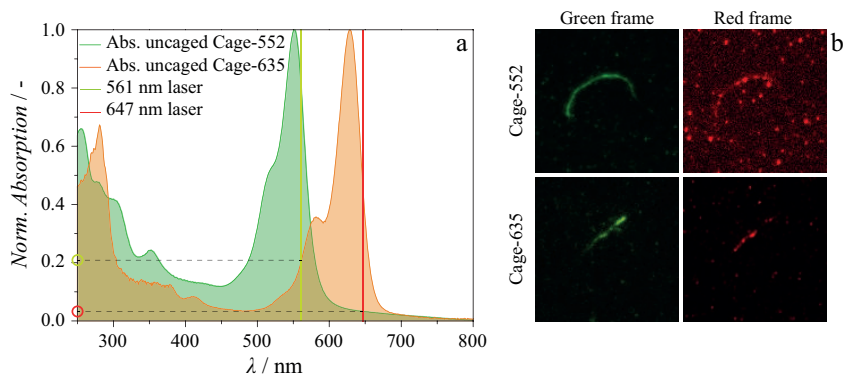 a
Abs. uncaged Cage-552
Abs. uncaged Cage-635
561 nm laser
647 nm laser
Norm. Absorption / -
1.0
0.8
0.6
0.4
0.2
0.0
300 400 500 600 700 800
λ / nm
Green frame Red frame
b
Cage-552
Cage-635